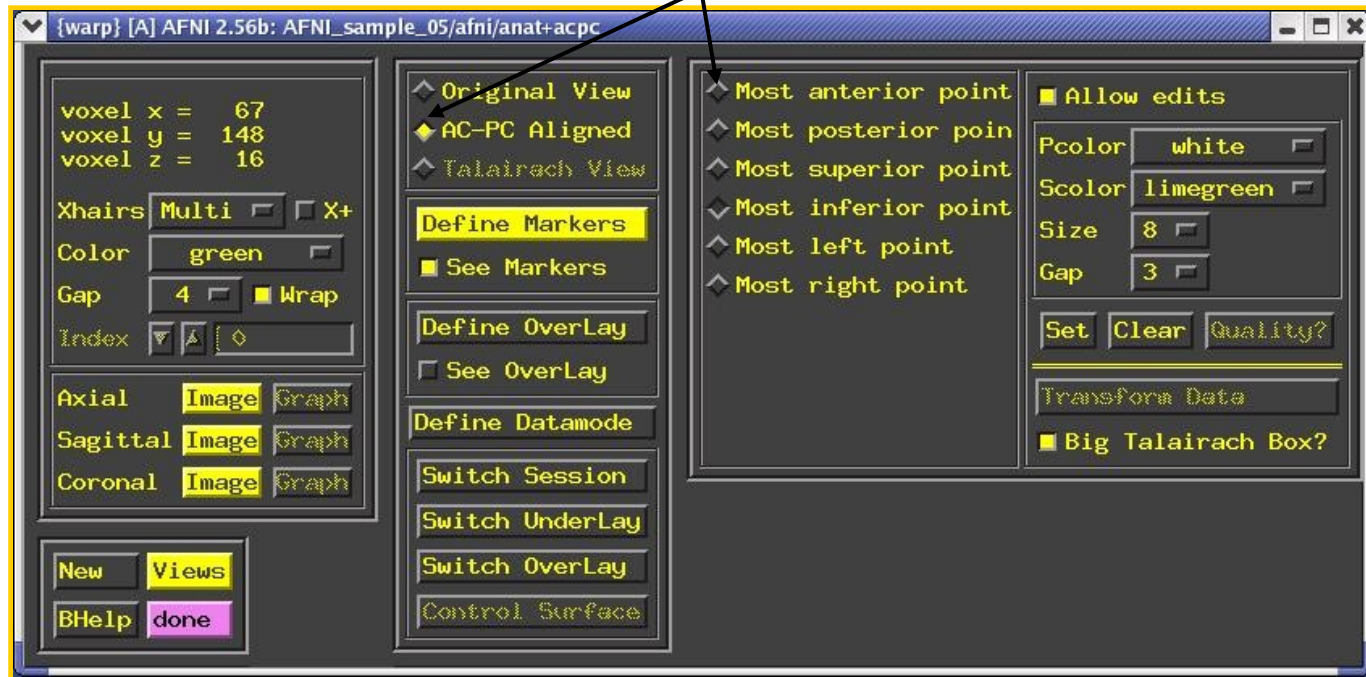 {warp} [A] AFNI 2.56b: AFNI_sample_05/afni/anat+acpc
voxel x = 67
voxel y = 148
voxel z = 16
Xhairs Multi X+
Color green
Gap 4 Wrap
Index 0
Axial Image Graph
Sagittal Image Graph
Coronal Image Graph
New Views
BHelp done
Original View
AC-PC Aligned
Talairach View
Define Markers
See Markers
Define OverLay
See OverLay
Define Datamode
Switch Session
Switch UnderLay
Switch OverLay
Control Surface
Most anterior point
Most posterior poin
Most superior point
Most inferior point
Most left point
Most right point
Allow edits
Pcolor white
Scolor limegreen
Size 8
Gap 3
Set Clear Quality?
Transform Data
Big Talairach Box?